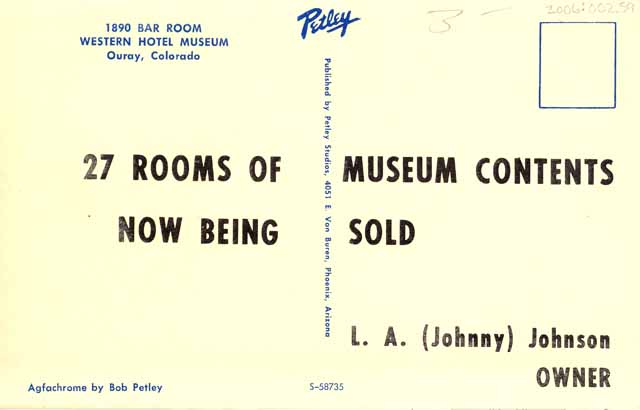 1890 BAR ROOM
WESTERN HOTEL MUSEUM
Ouray, Colorado
Petley
3-
2006:002.59
Published by Petley Studios, 4051 E. Van Buren, Phoenix, Arizona
27 ROOMS OF MUSEUM CONTENTS
NOW BEING SOLD
L. A. (Johnny) Johnson
OWNER
Agfachrome by Bob Petley
S-58735